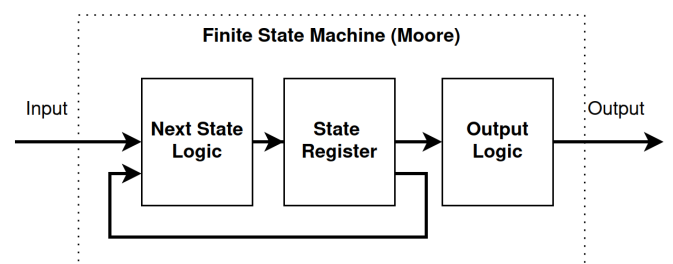 Finite State Machine (Moore)
Input
Next State
Logic
State
Register
Output
Logic
Output